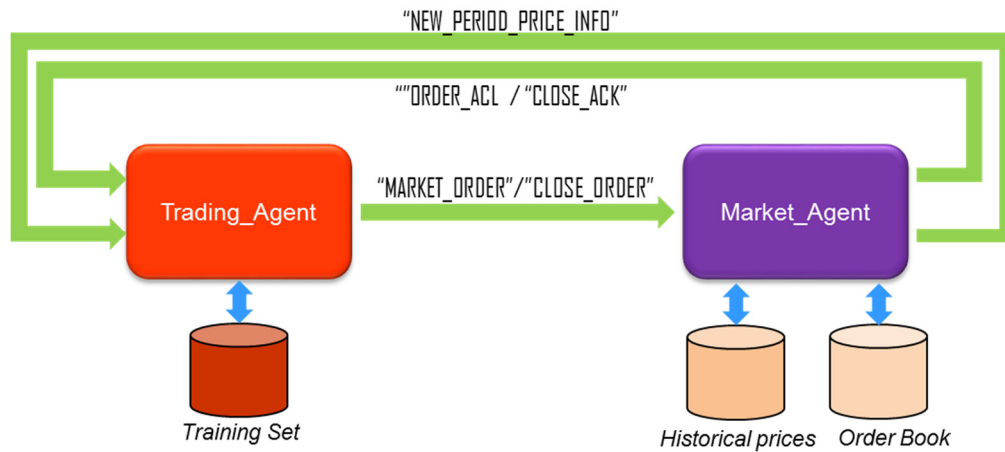 “NEW_PERIOD_PRICE_INFO”
“”ORDER_ACL / “CLOSE_ACK”
Trading_Agent
“MARKET_ORDER”/”CLOSE_ORDER”
Market_Agent
Training Set
Historical prices
Order Book